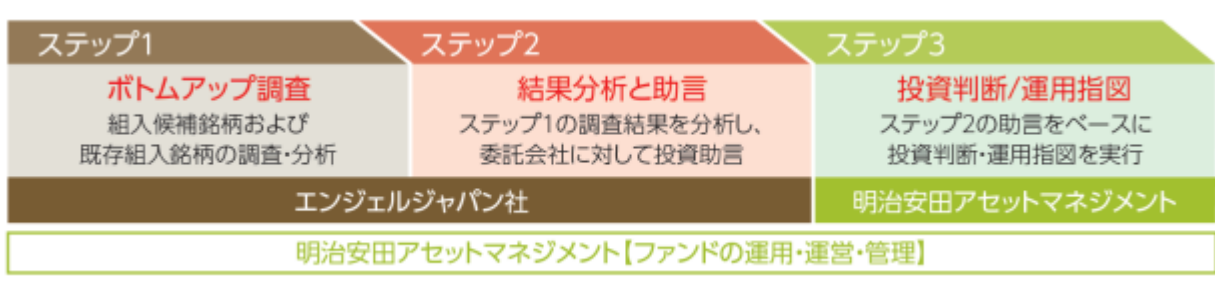 ステップ1
ステップ2
ステップ3
ボトムアップ調査
組入候補銘柄および
既存組入銘柄の調査・分析
結果分析と助言
ステップ1の調査結果を分析し、
委託会社に対して投資助言
投資判断/運用指図
ステップ2の助言をベースに
投資判断・運用指図を実行
エンジェルジャパン社
明治安田アセットマネジメント
明治安田アセットマネジメント【ファンドの運用・運営・管理】